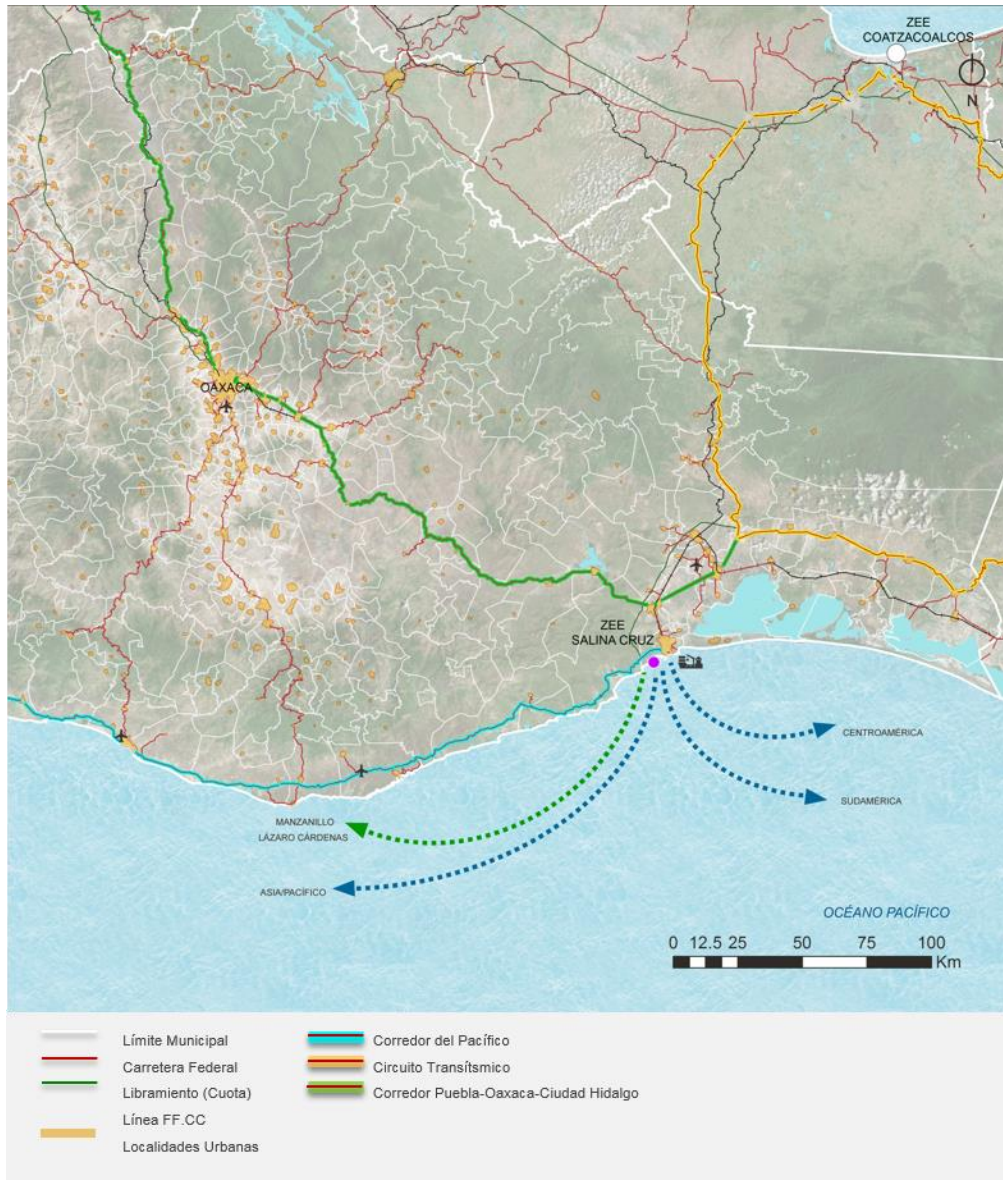 ZEE
COATZACOALCOS
N
OAXACA
ZEE
SALINA CRUZ
CENTROAMÉRICA
SUDAMÉRICA
MANZANILLO
LÁZARO CÁRDENAS
ASIA/PACÍFICO
OCÉANO PACÍFICO
0 12.5 25 50 75 100
Km
Límite Municipal
Carretera Federal
Libramiento (Cuota)
Línea FF.CC
Localidades Urbanas
Corredor del Pacífico
Circuito Transítsmico
Corredor Puebla-Oaxaca-Ciudad Hidalgo